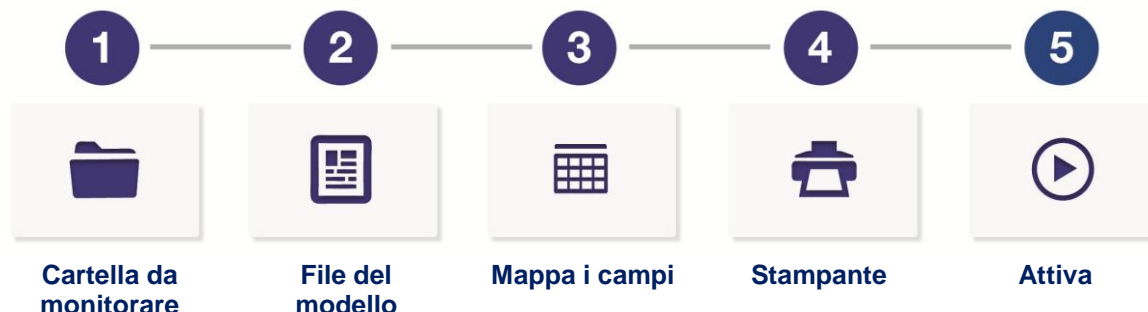 1 2 3 4 5
Cartella da
monitorare
File del
modello
Mappa i campi
Stampante
Attiva